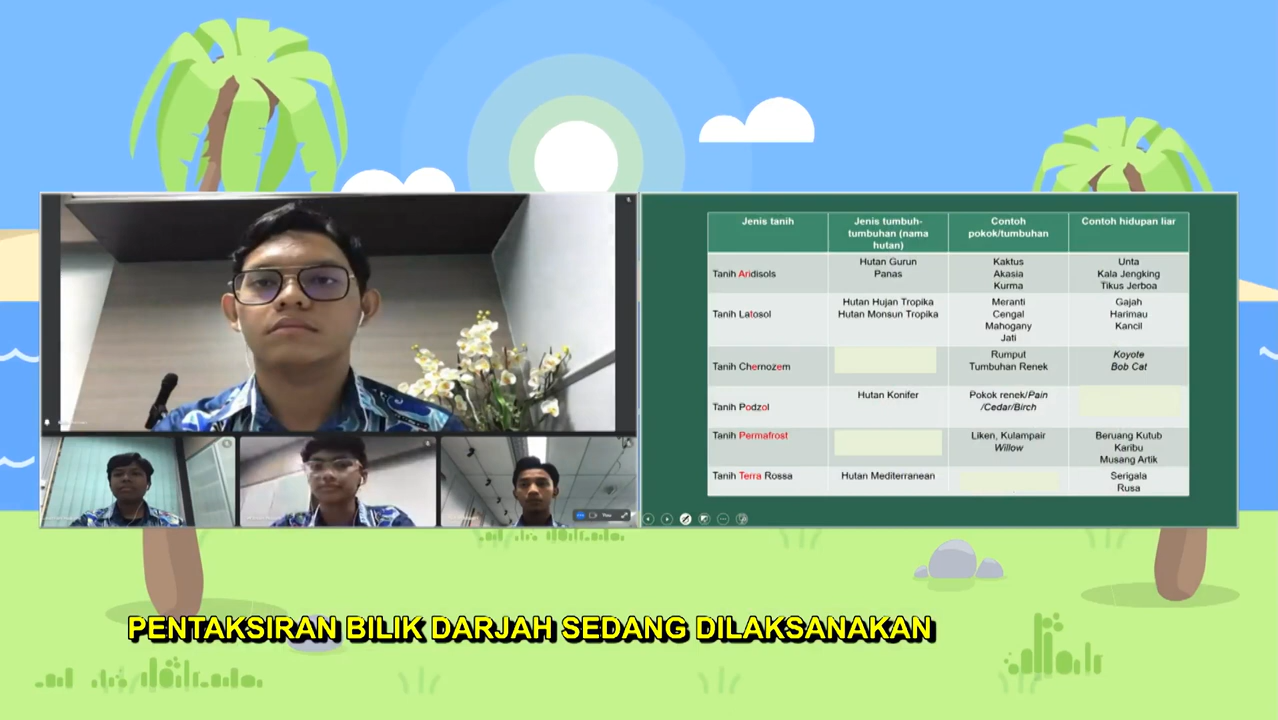 Jenis tanih
Jenis tumbuh-
tumbuhan (nama
hutan)
Contoh
pokok/tumbuhan
Contoh hidupan liar
Tanih Aridisols
Hutan Gurun
Panas
Kaktus
Akasia
Kurma
Unta
Kala Jengking
Tikus Jerboa
Tanih Latosol
Hutan Hujan Tropika
Hutan Monsun Tropika
Meranti
Cengal
Mahogany
Jati
Gajah
Harimau
Kancil
Tanih Chernozem
Rumput
Tumbuhan Renek
Koyote
Bob Cat
Tanih Podzol
Hutan Konifer
Pokok renek/Pain
/Cedar/Birch
Tanih Permafrost
Liken, Kulampair
Willow
Beruang Kutub
Karibu
Musang Artik
Tanih Terra Rossa
Hutan Mediterranean
Serigala
Rusa
PENTAKSIRAN BILIK DARJAH SEDANG DILAKSANAKAN